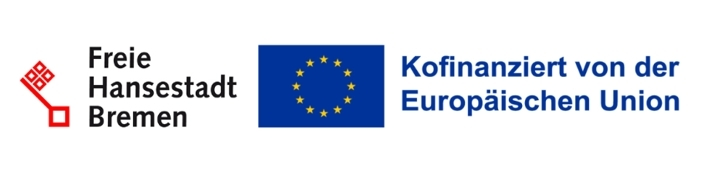 Freie
Hansestadt
Bremen
Kofinanziert von der
Europäischen Union